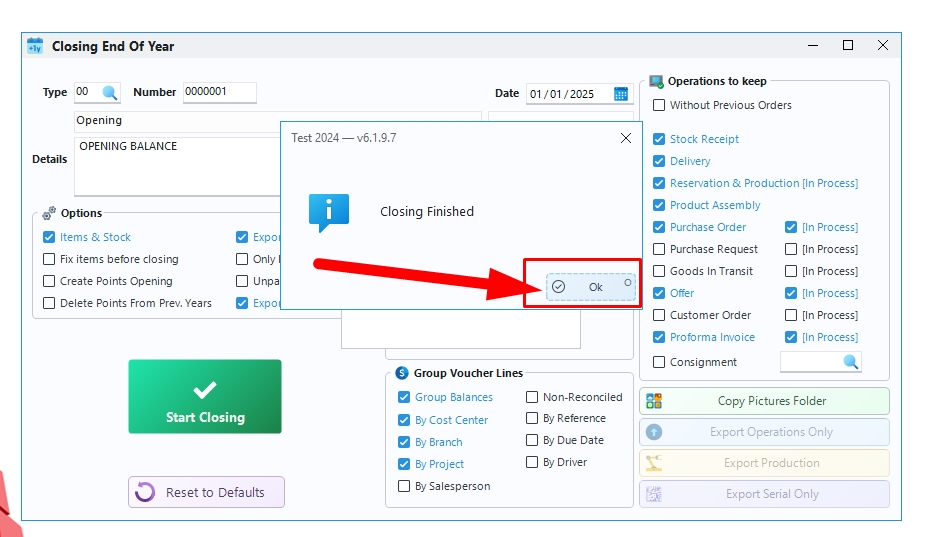 +1y Closing End Of Year
Type 00 Number 0000001 Date 01/01/2025
Opening
Details OPENING BALANCE
Options
Items & Stock
Fix items before closing
Create Points Opening
Delete Points From Prev. Years
Expor
Only
Unpa
Expor
Test 2024 — v6.1.9.7
Closing Finished
Ok
Start Closing
Reset to Defaults
Group Voucher Lines
Group Balances
By Cost Center
By Branch
By Project
By Salesperson
Non-Reconciled
By Reference
By Due Date
By Driver
Operations to keep
Without Previous Orders
Stock Receipt
Delivery
Reservation & Production [In Process]
Product Assembly
Purchase Order [In Process]
Purchase Request [In Process]
Goods In Transit [In Process]
Offer [In Process]
Customer Order [In Process]
Proforma Invoice [In Process]
Consignment
Copy Pictures Folder
Export Operations Only
Export Production
Export Serial Only